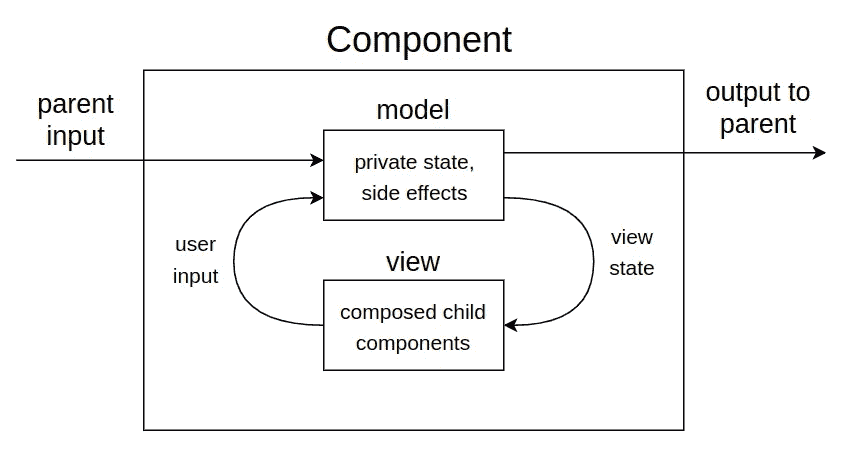 Component
parent
input
model
output to
parent
private state,
side effects
user
input
view
state
view
composed child
components